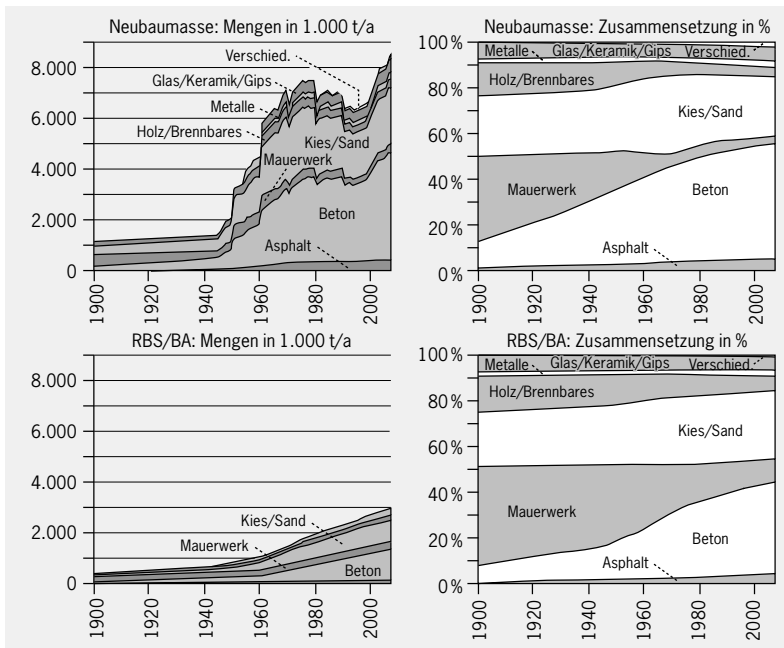 Neubaumasse: Mengen in 1.000 t/a
8.000
6.000
4.000
2.000
0
Verschied.
Glas/Keramik/Gips
Metalle
Holz/Brennbares
Kies/Sand
Mauerwerk
Beton
Asphalt
1900
1920
1940
1960
1980
2000
Neubaumasse: Zusammensetzung in %
100 %
80 %
60 %
40 %
20 %
0 %
Metalle
Glas/Keramik/Gips
Verschied.
Holz/Brennbares
Kies/Sand
Mauerwerk
Beton
Asphalt
1900
1920
1940
1960
1980
2000
RBS/BA: Mengen in 1.000 t/a
8.000
6.000
4.000
2.000
0
Kies/Sand
Mauerwerk
Beton
1900
1920
1940
1960
1980
2000
RBS/BA: Zusammensetzung in %
100 %
80 %
60 %
40 %
20 %
0 %
Metalle
Glas/Keramik/Gips
Verschied.
Holz/Brennbares
Kies/Sand
Mauerwerk
Beton
Asphalt
1900
1920
1940
1960
1980
2000